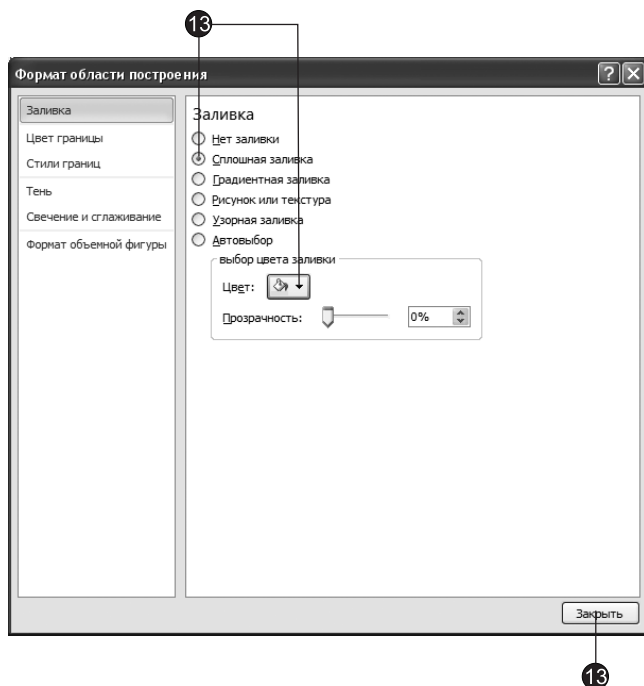 13
Формат области построения
Заливка
Цвет границы
Стили границ
Тень
Свечение и сглаживание
Формат объемной фигуры
Заливка
Нет заливки
Сплошная заливка
Градиентная заливка
Рисунок или текстура
Узорная заливка
Автовыбор
выбор цвета заливки
Цвет:
Прозрачность: 0%
Закрыть
13